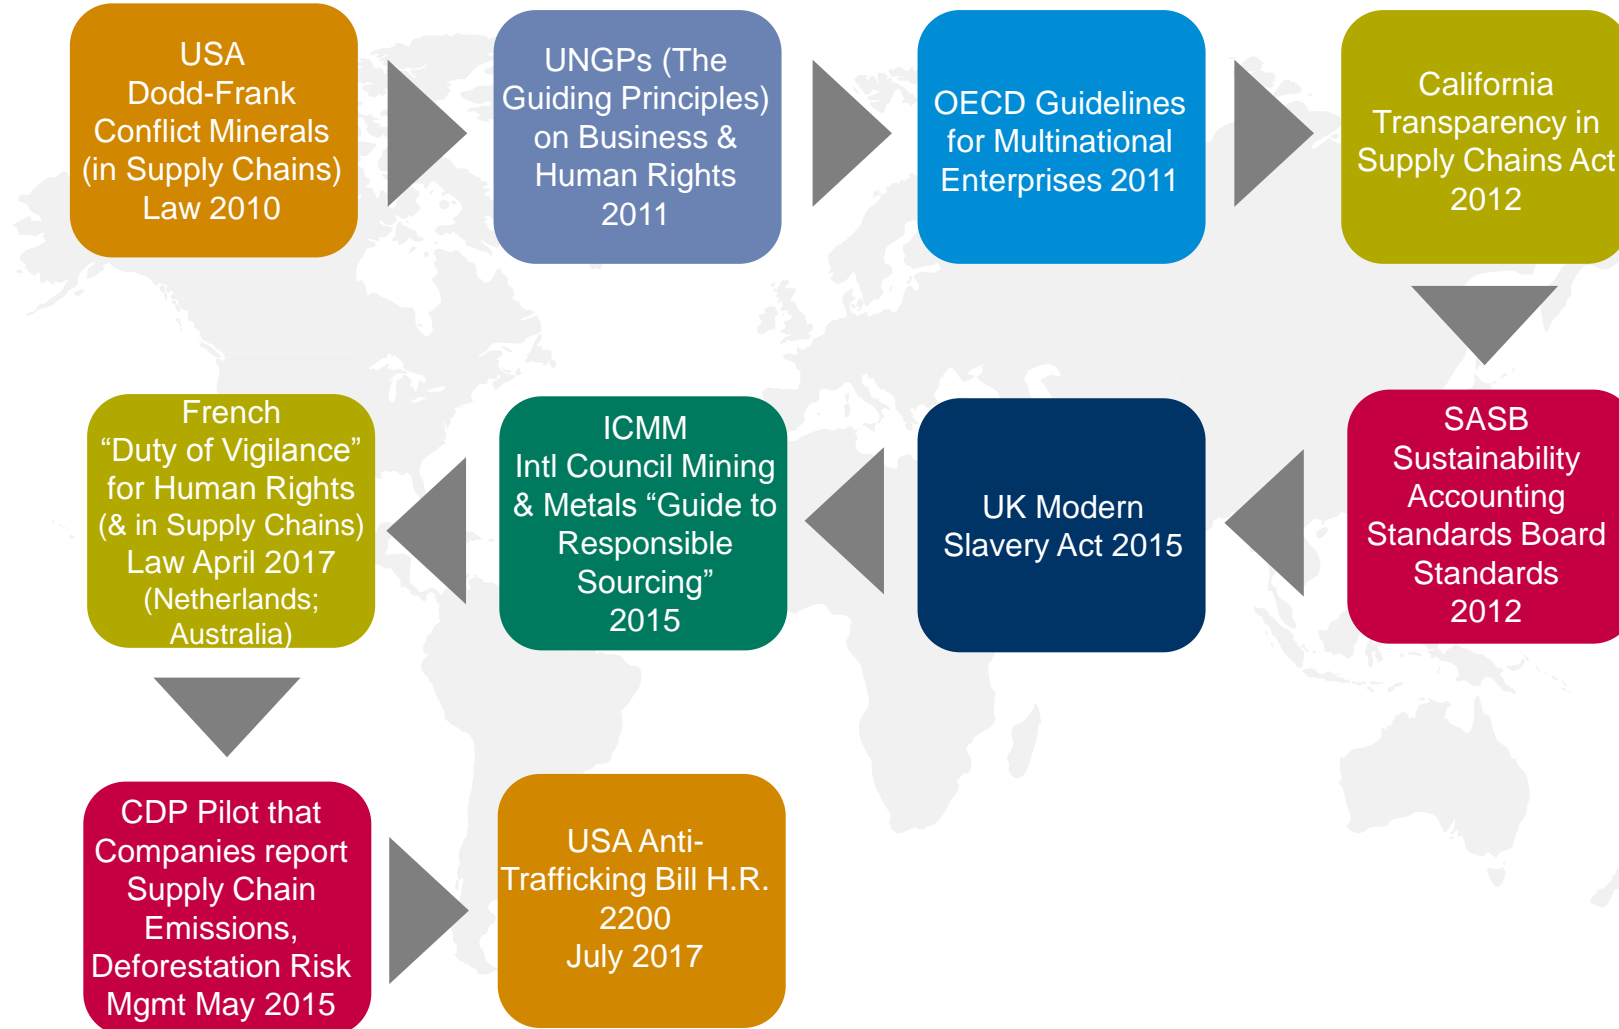 USA
Dodd-Frank
Conflict Minerals
(in Supply Chains)
Law 2010
UNGPs (The
Guiding Principles)
on Business &
Human Rights
2011
OECD Guidelines
for Multinational
Enterprises 2011
California
Transparency in
Supply Chains Act
2012
SASB
Sustainability
Accounting
Standards Board
Standards
2012
UK Modern
Slavery Act 2015
ICMM
Intl Council Mining
& Metals “Guide to
Responsible
Sourcing”
2015
French
“Duty of Vigilance”
for Human Rights
(& in Supply Chains)
Law April 2017
(Netherlands;
Australia)
CDP Pilot that
Companies report
Supply Chain
Emissions,
Deforestation Risk
Mgmt May 2015
USA Anti-
Trafficking Bill H.R.
2200
July 2017